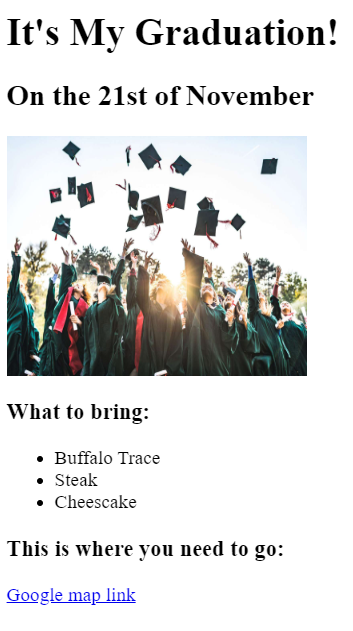 It's My Graduation!
On the 21st of November
What to bring:
Buffalo Trace
Steak
Cheescake
This is where you need to go:
Google map link